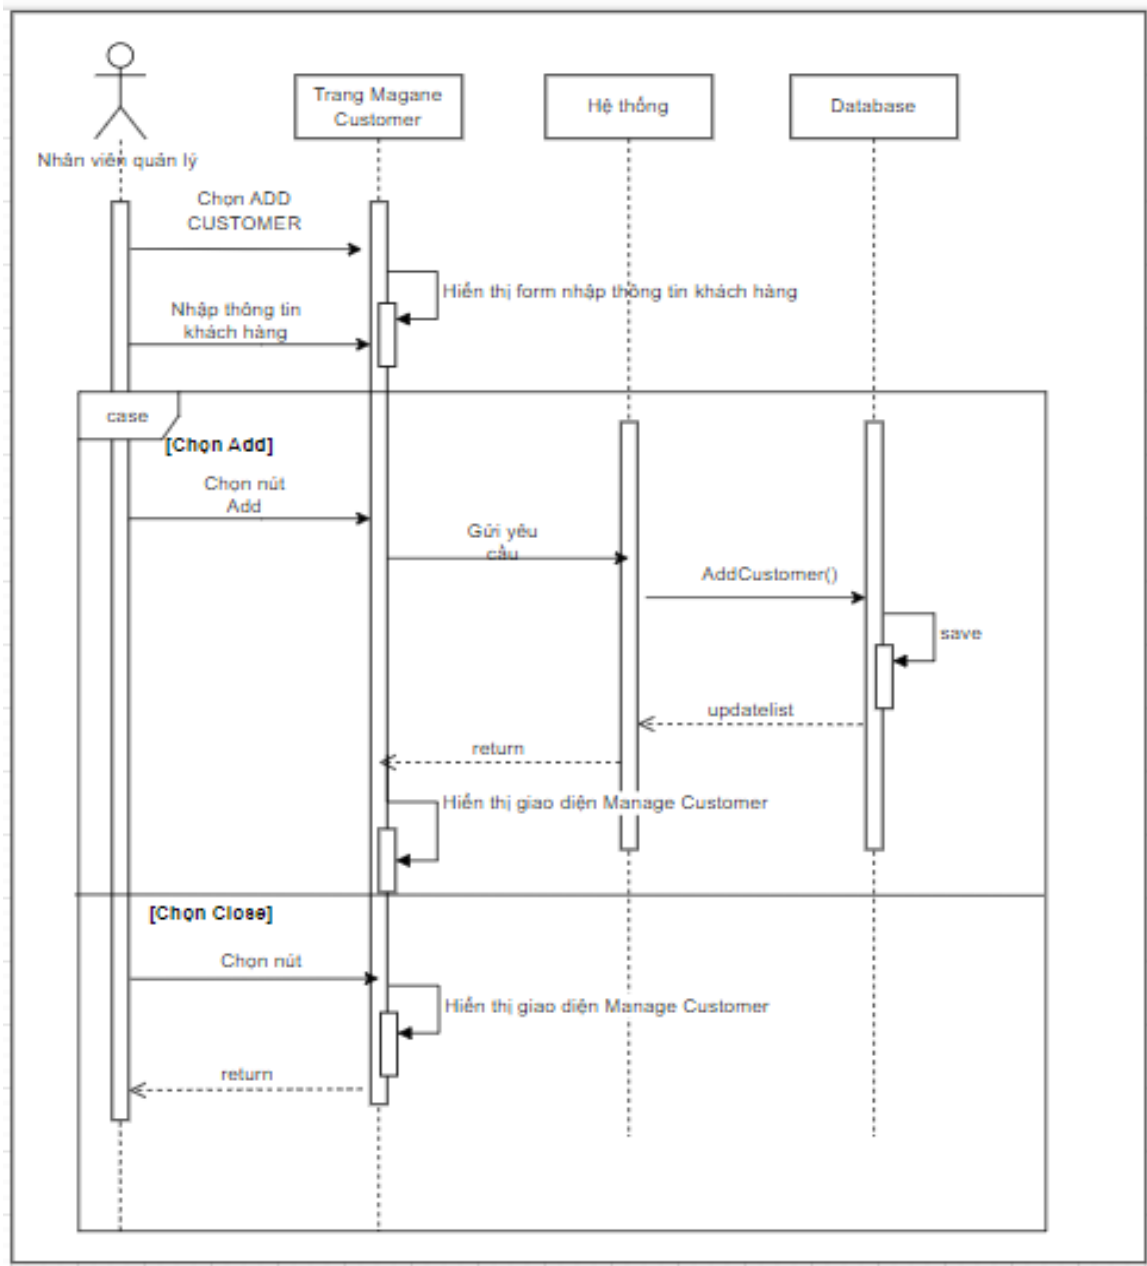 Trang Magane
Customer
Hệ thống
Database
Nhân viên quản lý
Chọn ADD
CUSTOMER
Hiển thị form nhập thông tin khách hàng
Nhập thông tin
khách hàng
case
[Chọn Add]
Chọn nút
Add
Gửi yêu
cầu
AddCustomer()
save
updatelist
return
Hiển thị giao diện Manage Customer
[Chọn Close]
Chọn nút
Hiển thị giao diện Manage Customer
return